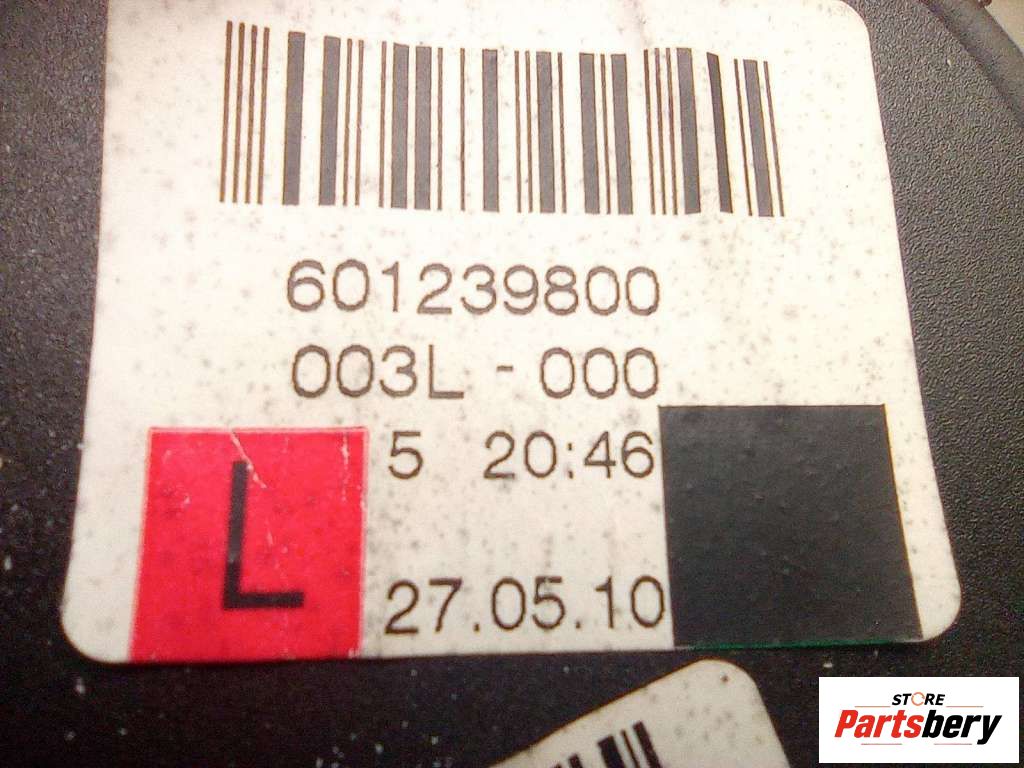 601239800
003L - 000
5 20:46
L
27.05.10
STORE
Partsbery